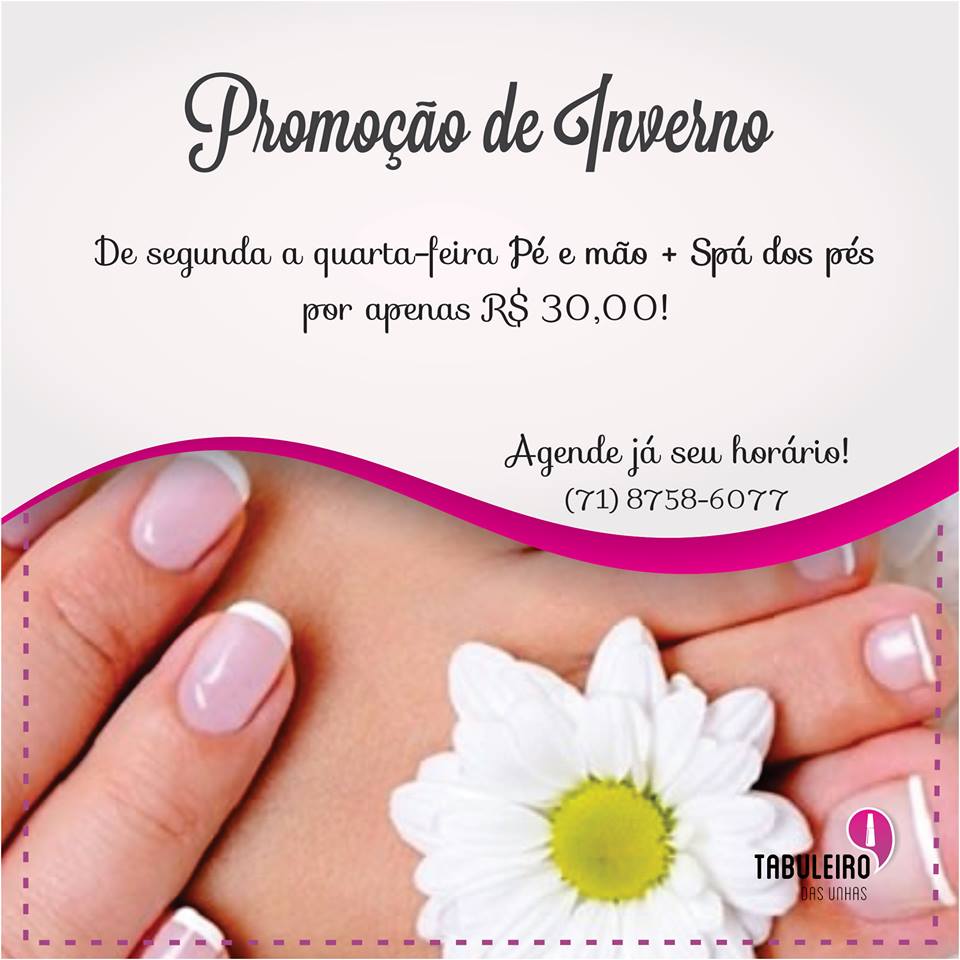 Promoção de Inverno
De segunda a quarta-feira Pé e mão + Spá dos pés
por apenas R$ 30,00!
Agende já seu horário!
(71) 8758-6077
TABULEIRO
DAS UNHAS